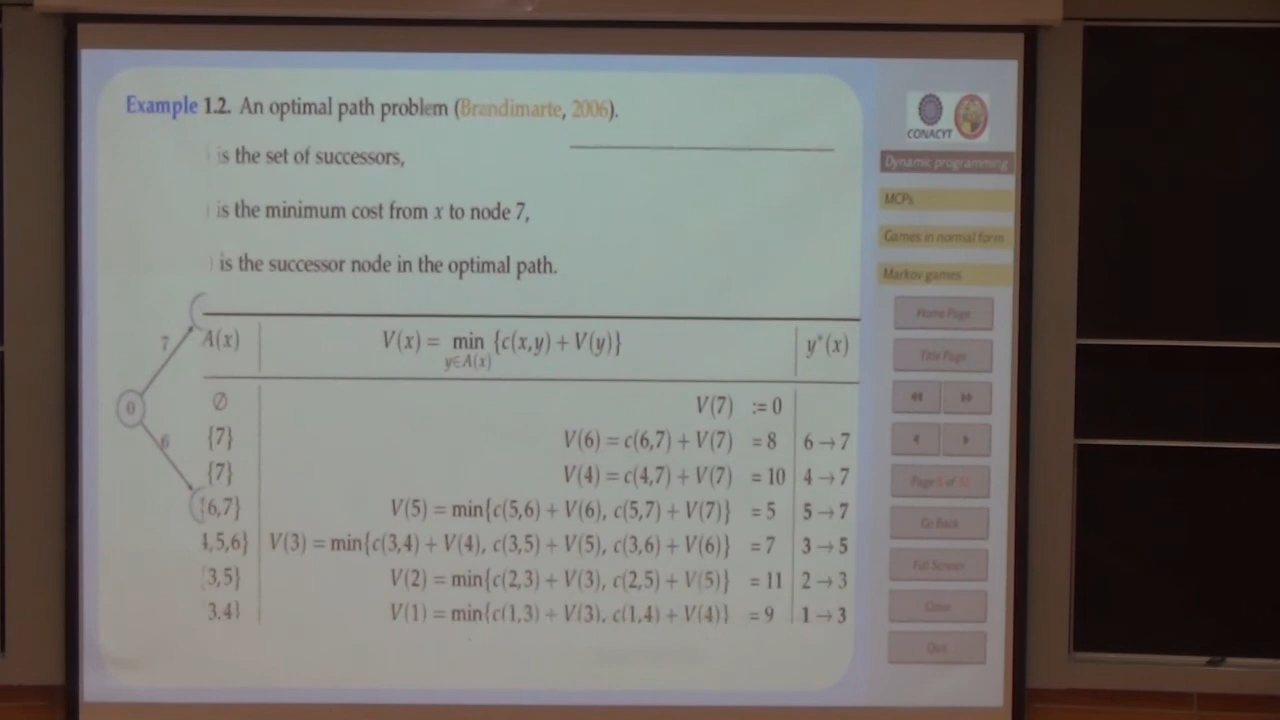 Example 1.2. An optimal path problem (Brandimarte, 2006).
is the set of successors,
is the minimum cost from x to node 7,
) is the successor node in the optimal path.
7
0
6
A(x) V(x) = min {c(x,y) + V(y)} y*(x)
y∈A(x)
∅ V(7) := 0
{7} V(6) = c(6,7) + V(7) = 8 6→7
{7} V(4) = c(4,7) + V(7) = 10 4→7
{6,7} V(5) = min{c(5,6) + V(6), c(5,7) + V(7)} = 5 5→7
4,5,6} V(3) = min{c(3,4) + V(4), c(3,5) + V(5), c(3,6) + V(6)} = 7 3→5
{3,5} V(2) = min{c(2,3) + V(3), c(2,5) + V(5)} = 11 2→3
3,4} V(1) = min{c(1,3) + V(3), c(1,4) + V(4)} = 9 1→3
CONACYT
Dynamic programming
MCPs
Games in normal form
Markov games
Home Page
Title Page
Page of
Go Back
Full Screen
Close
Quit